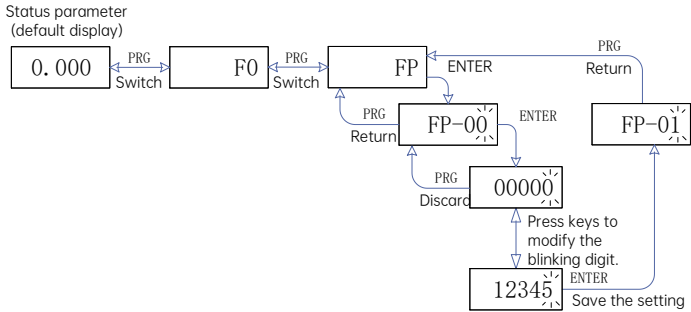 Status parameter
(default display)
0.000
PRG
Switch
F0
PRG
Switch
FP
ENTER
PRG
Return
PRG
Return
FP-00
ENTER
FP-01
PRG
Discard
00000
Press keys to
modify the
blinking digit.
12345
ENTER
Save the setting